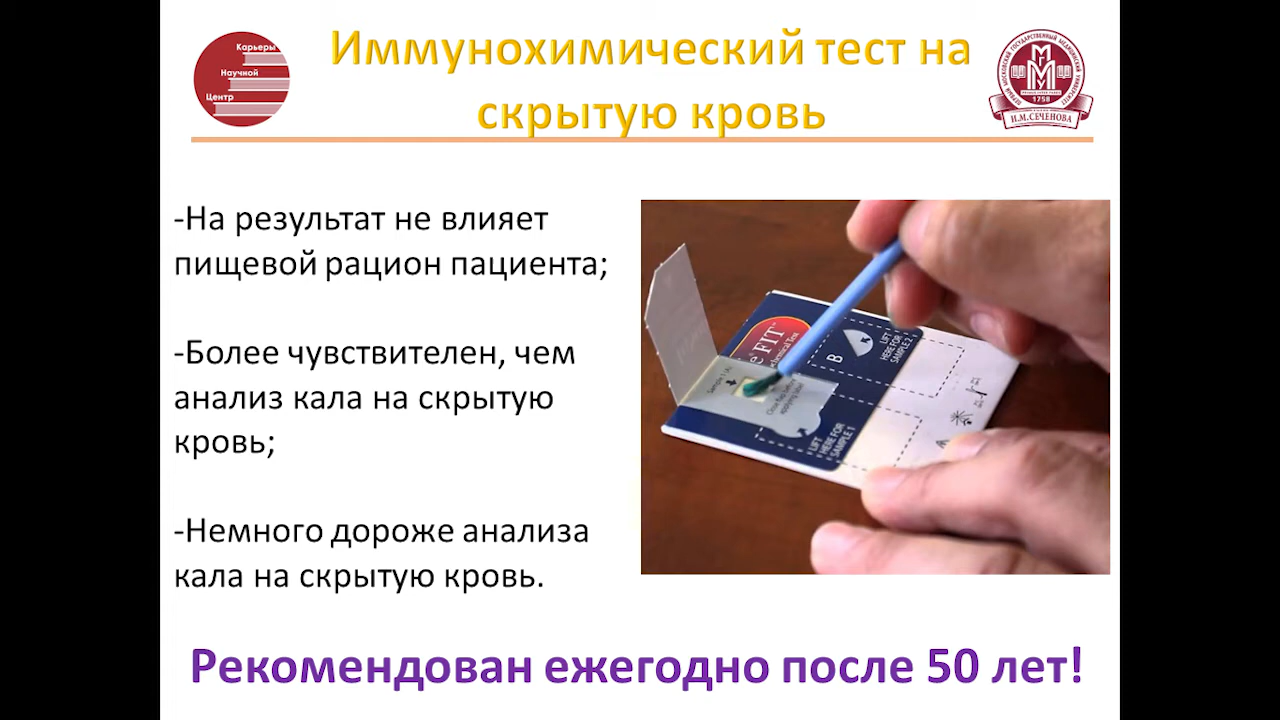 Карьеры
Научной
Центр
Иммунохимический тест на
скрытую кровь
МГМУ
1758
И.М.СЕЧЕНОВА
-На результат не влияет
пищевой рацион пациента;
-Более чувствителен, чем
анализ кала на скрытую
кровь;
-Немного дороже анализа
кала на скрытую кровь.
FIT™
B
LIFT
HERE FOR
SAMPLE 2
LIFT
HERE FOR
SAMPLE 1
Рекомендован ежегодно после 50 лет!